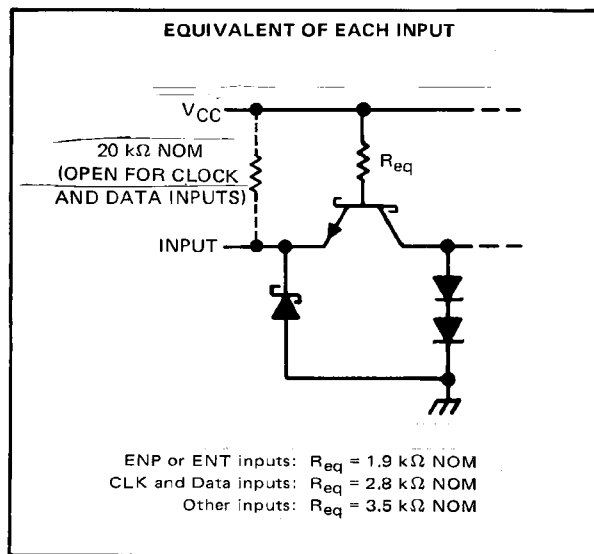 EQUIVALENT OF EACH INPUT
VCC
20 kΩ NOM
(OPEN FOR CLOCK
AND DATA INPUTS)
Req
INPUT
ENP or ENT inputs: Req = 1.9 kΩ NOM
CLK and Data inputs: Req = 2.8 kΩ NOM
Other inputs: Req = 3.5 kΩ NOM